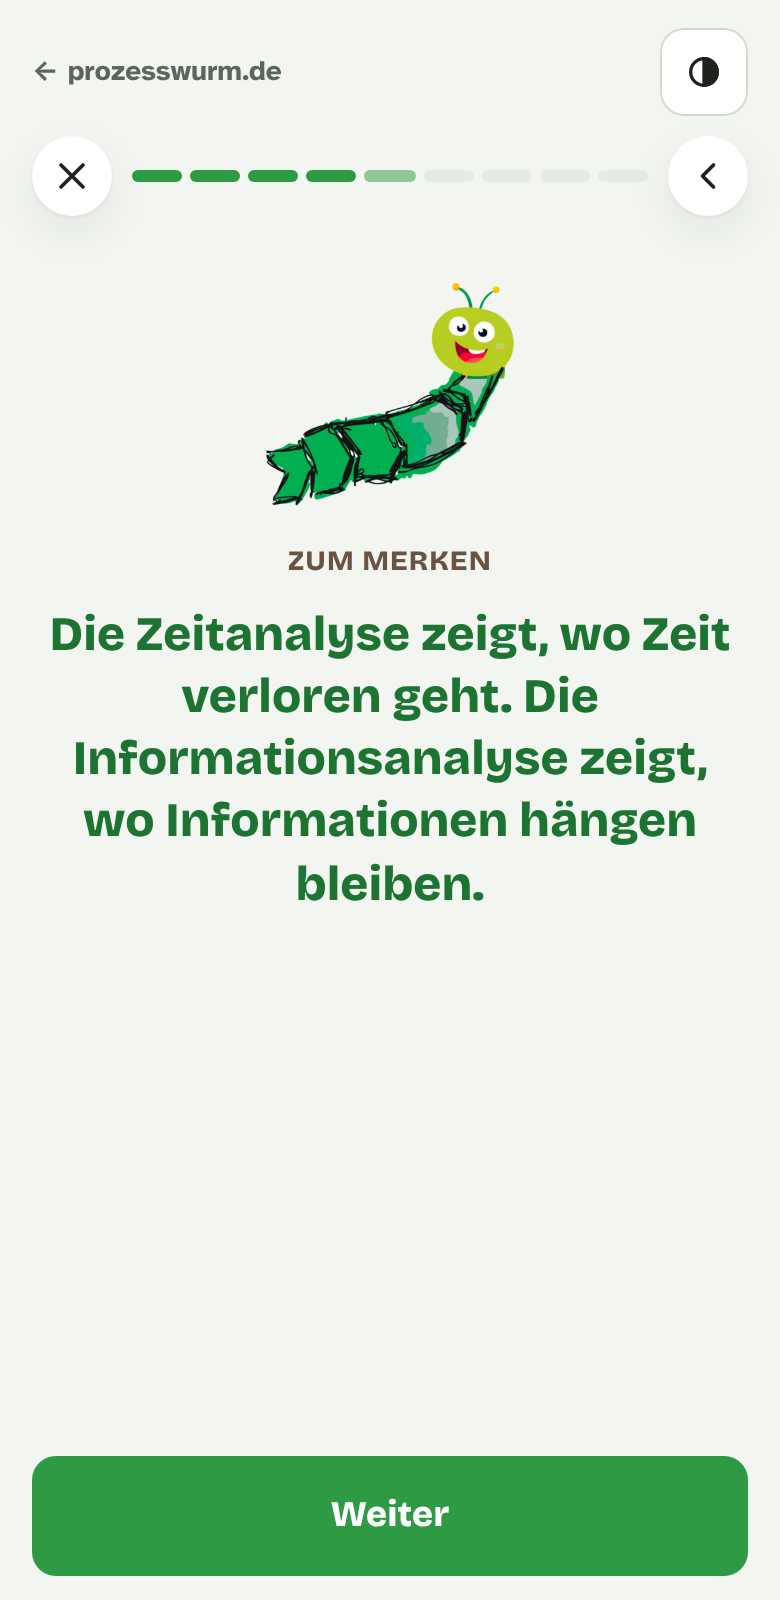 ← prozesswurm.de
ZUM MERKEN
Die Zeitanalyse zeigt, wo Zeit
verloren geht. Die
Informationsanalyse zeigt,
wo Informationen hängen
bleiben.
Weiter